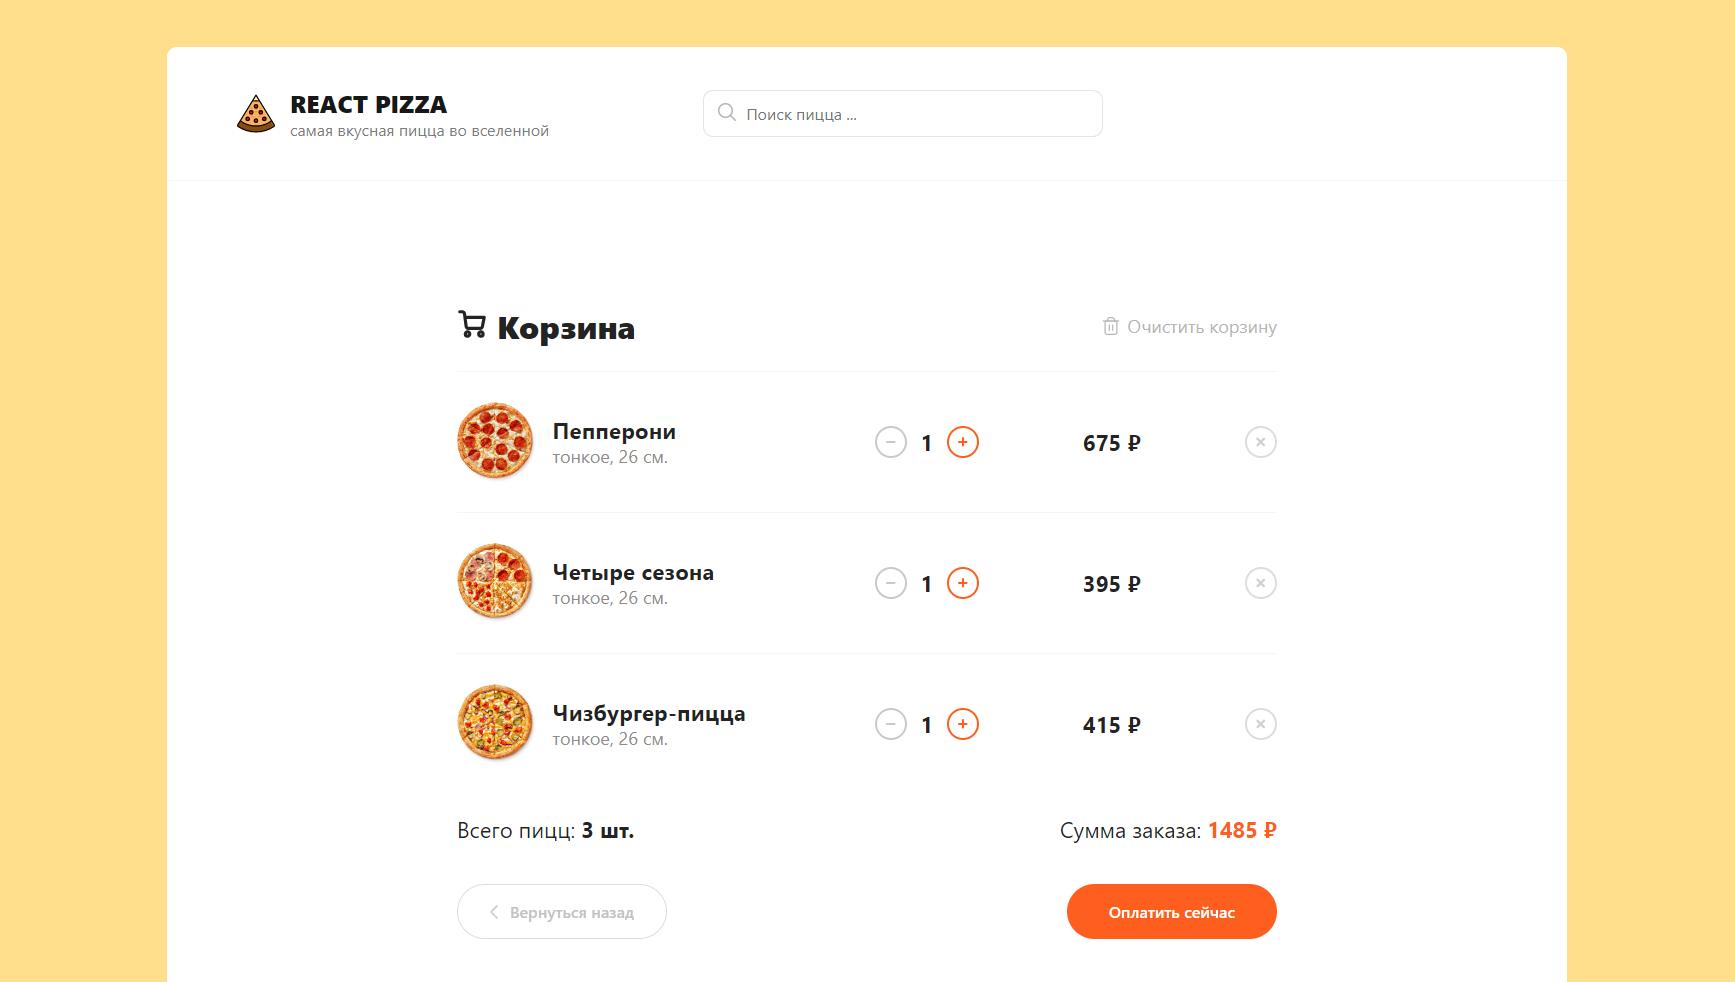 REACT PIZZA
самая вкусная пицца во вселенной
Поиск пицца ...
Корзина
Очистить корзину
Пепперони
тонкое, 26 см.
1
675 ₽
Четыре сезона
тонкое, 26 см.
1
395 ₽
Чизбургер-пицца
тонкое, 26 см.
1
415 ₽
Всего пицц: 3 шт.
Сумма заказа: 1485 ₽
Вернуться назад
Оплатить сейчас